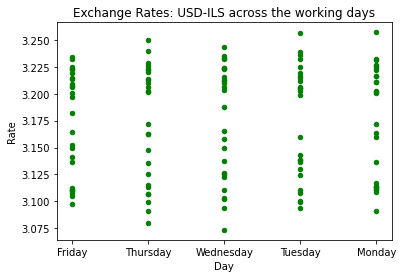 Exchange Rates: USD-ILS across the working days
3.250
3.225
3.200
3.175
3.150
3.125
3.100
3.075
Rate
Friday Thursday Wednesday Tuesday Monday
Day